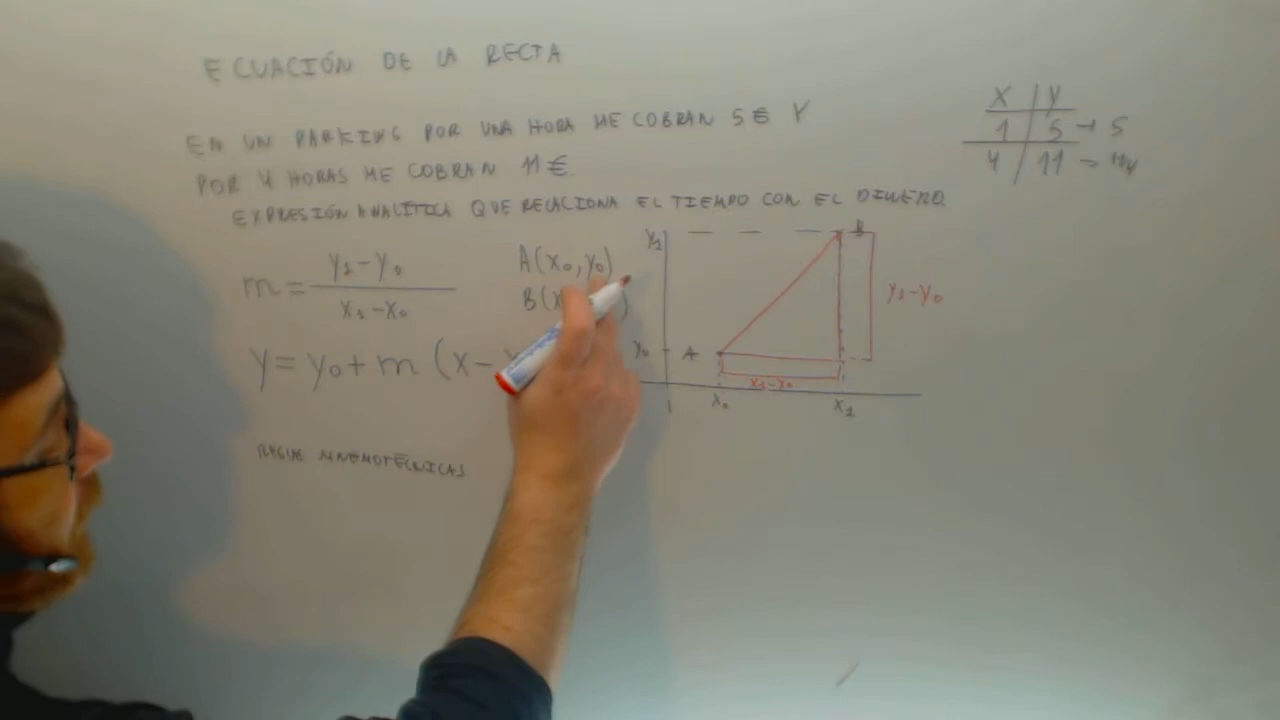 ECUACIÓN DE LA RECTA
EN UN PARKING POR UNA HORA ME COBRAN 5€ Y
POR 4 HORAS ME COBRAN 11€.
EXPRESIÓN ANALÍTICA QUE RELACIONA EL TIEMPO CON EL DINERO.
X | Y
1 | 5 → 5
4 | 11 →
m = (y₁ - y₀) / (x₁ - x₀)
A(x₀, y₀)
B(x
y = y₀ + m (x -
y₁
B
y₁ - y₀
y₀
A
x₁ - x₀
x₀
x₁
MNEMOTÉCNICAS